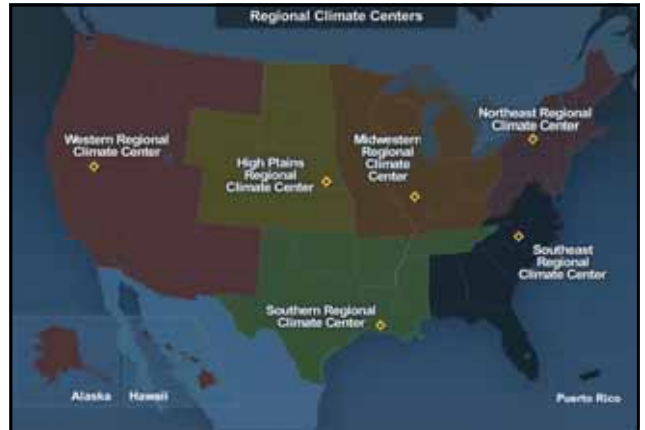 Regional Climate Centers
Northeast Regional
Climate Center
Western Regional
Climate Center
Midwestern
Regional
Climate
Center
High Plains
Regional
Climate Center
Southeast
Regional
Climate Center
Southern Regional
Climate Center
Alaska
Hawaii
Puerto Rico